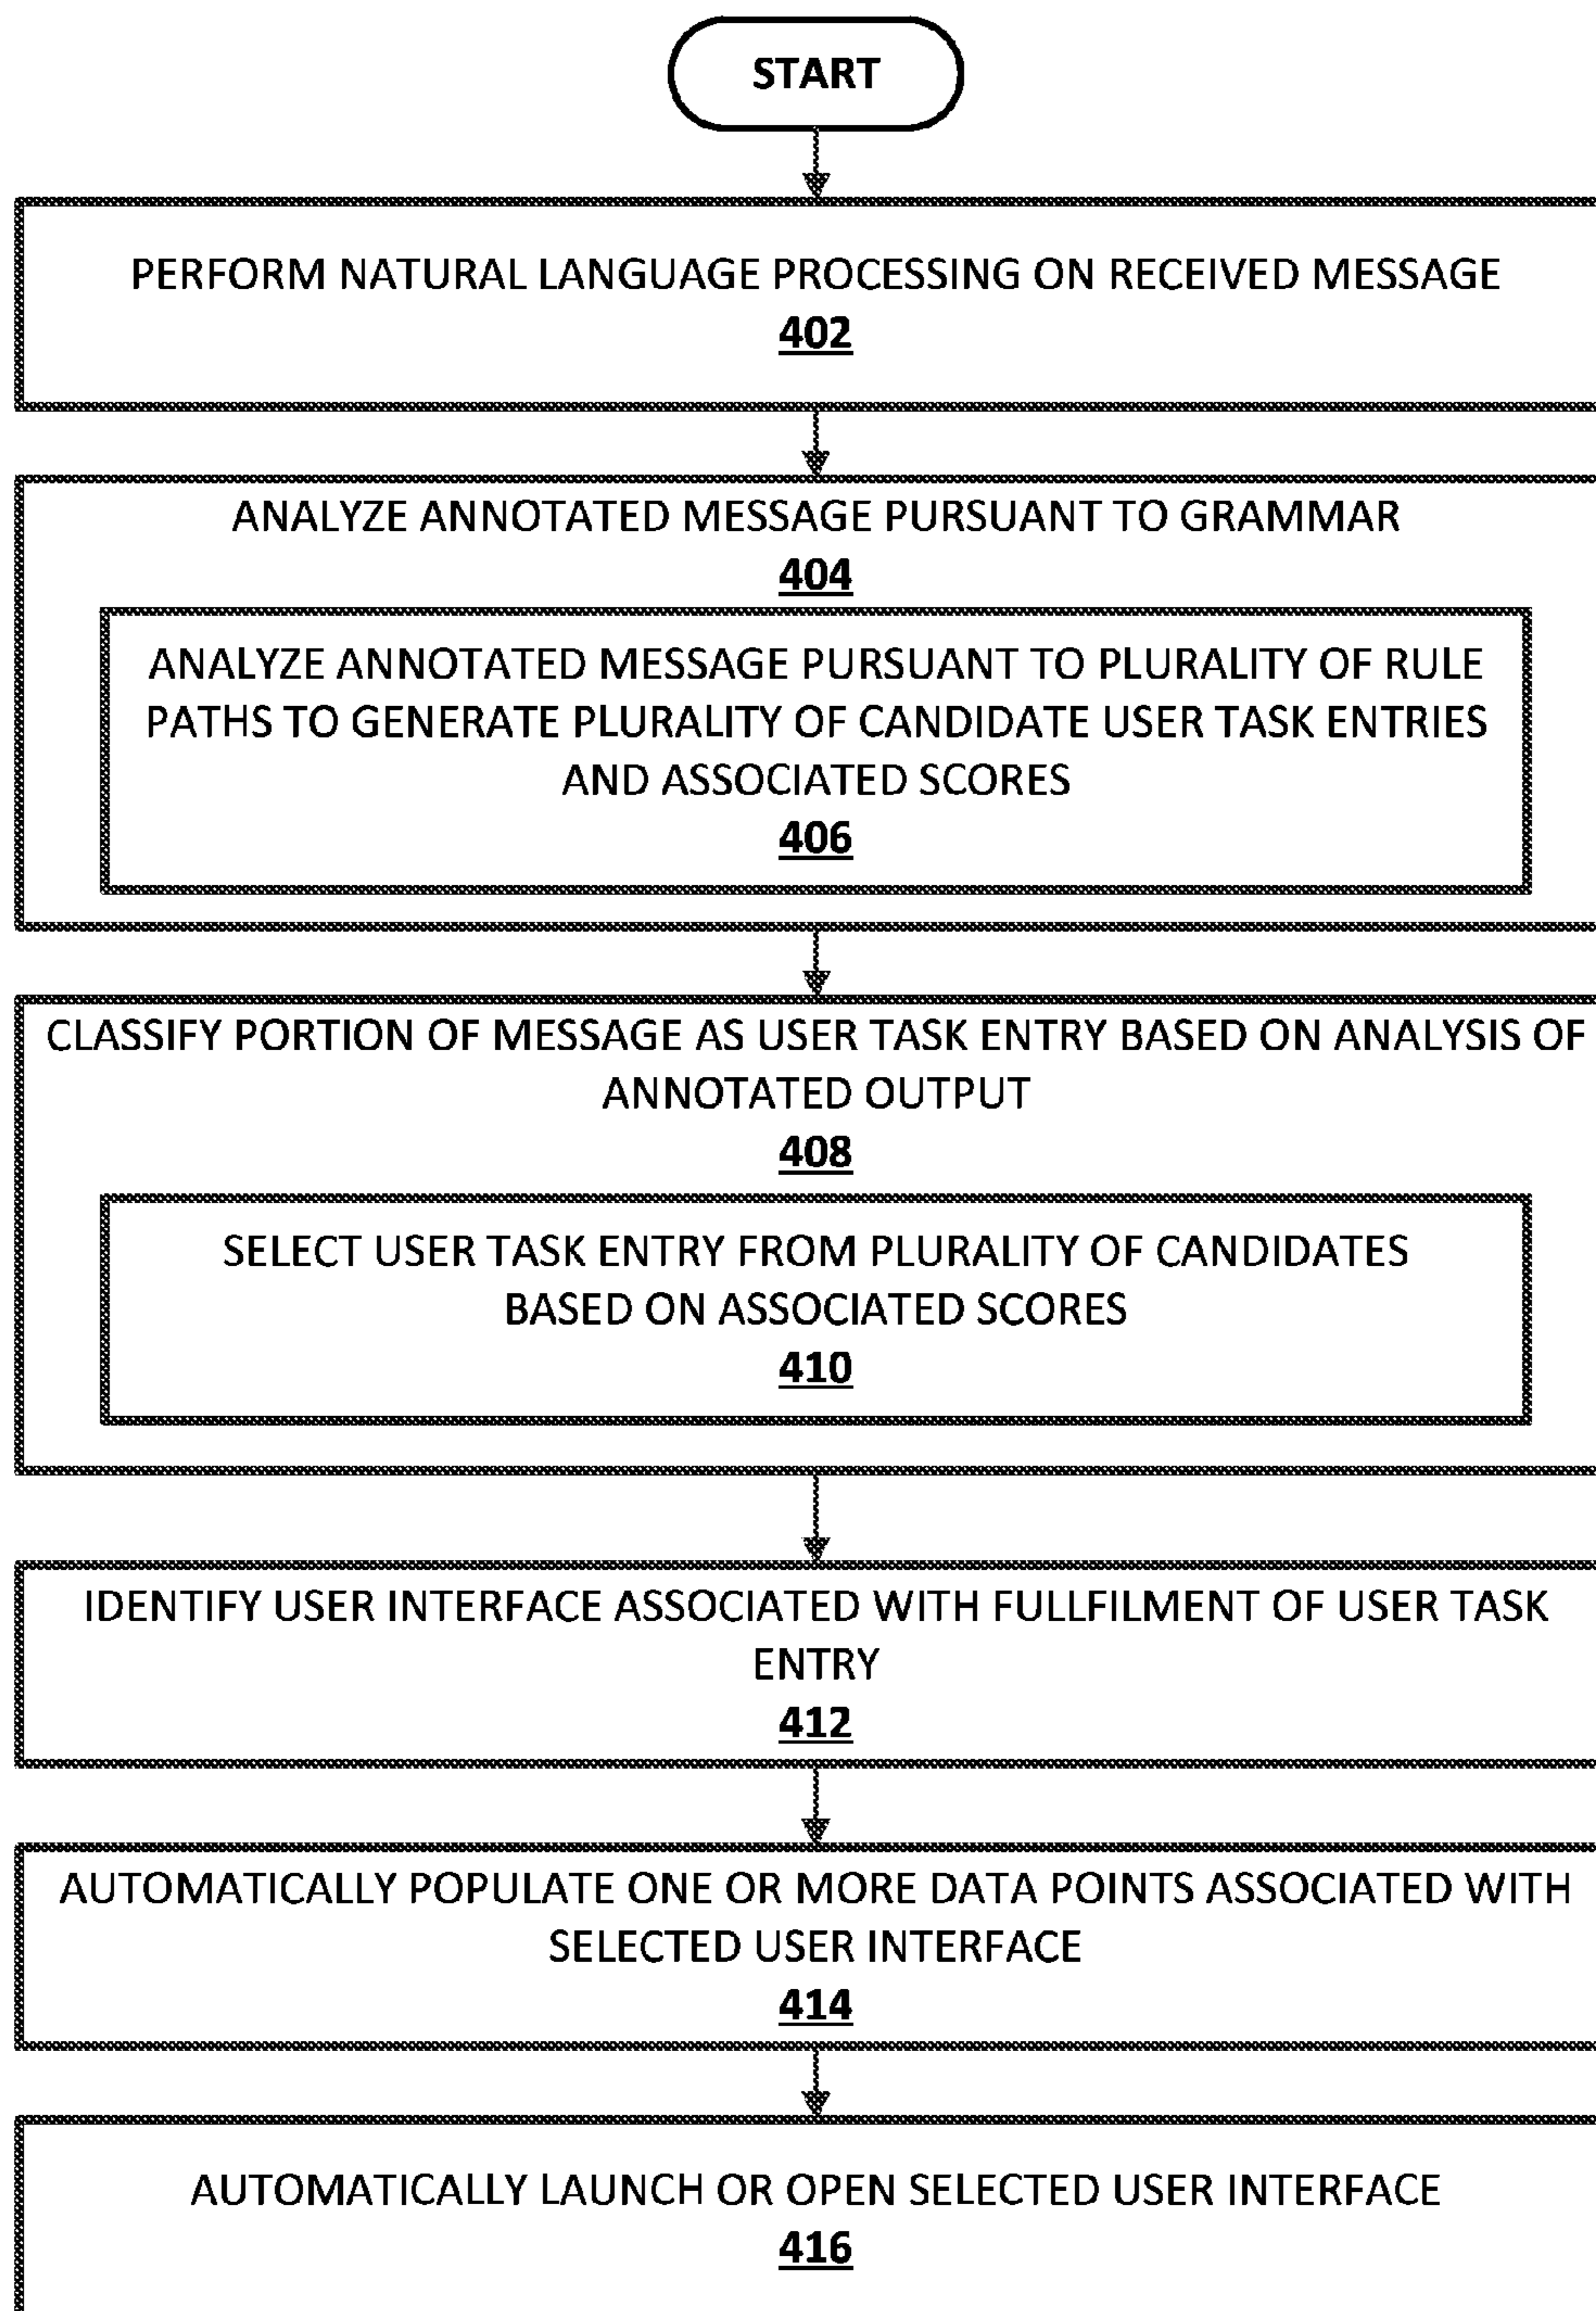 START
PERFORM NATURAL LANGUAGE PROCESSING ON RECEIVED MESSAGE
402
ANALYZE ANNOTATED MESSAGE PURSUANT TO GRAMMAR
404
ANALYZE ANNOTATED MESSAGE PURSUANT TO PLURALITY OF RULE
PATHS TO GENERATE PLURALITY OF CANDIDATE USER TASK ENTRIES
AND ASSOCIATED SCORES
406
CLASSIFY PORTION OF MESSAGE AS USER TASK ENTRY BASED ON ANALYSIS OF
ANNOTATED OUTPUT
408
SELECT USER TASK ENTRY FROM PLURALITY OF CANDIDATES
BASED ON ASSOCIATED SCORES
410
IDENTIFY USER INTERFACE ASSOCIATED WITH FULLFILMENT OF USER TASK
ENTRY
412
AUTOMATICALLY POPULATE ONE OR MORE DATA POINTS ASSOCIATED WITH
SELECTED USER INTERFACE
414
AUTOMATICALLY LAUNCH OR OPEN SELECTED USER INTERFACE
416